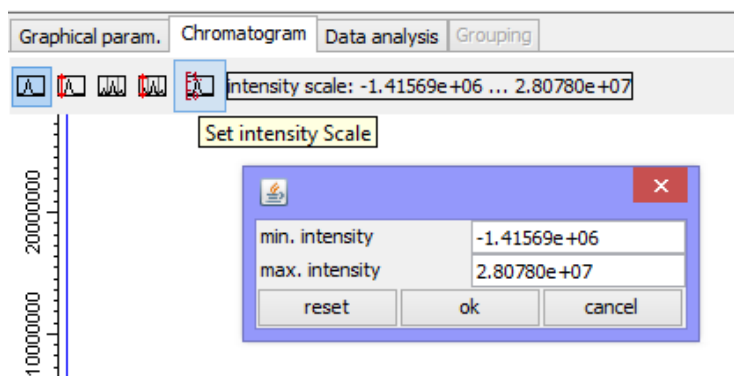 Graphical param. Chromatogram Data analysis Grouping
intensity scale: -1.41569e+06 ... 2.80780e+07
Set intensity Scale
20000000
10000000
min. intensity -1.41569e+06
max. intensity 2.80780e+07
reset ok cancel